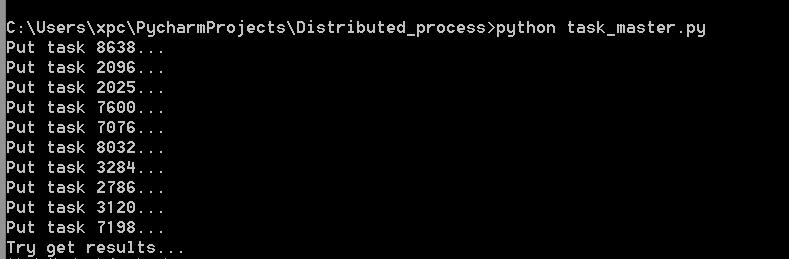 C:\Users\xpc\PycharmProjects\Distributed_process>python task_master.py
Put task 8638...
Put task 2096...
Put task 2025...
Put task 7600...
Put task 7076...
Put task 8032...
Put task 3284...
Put task 2786...
Put task 3120...
Put task 7198...
Try get results...